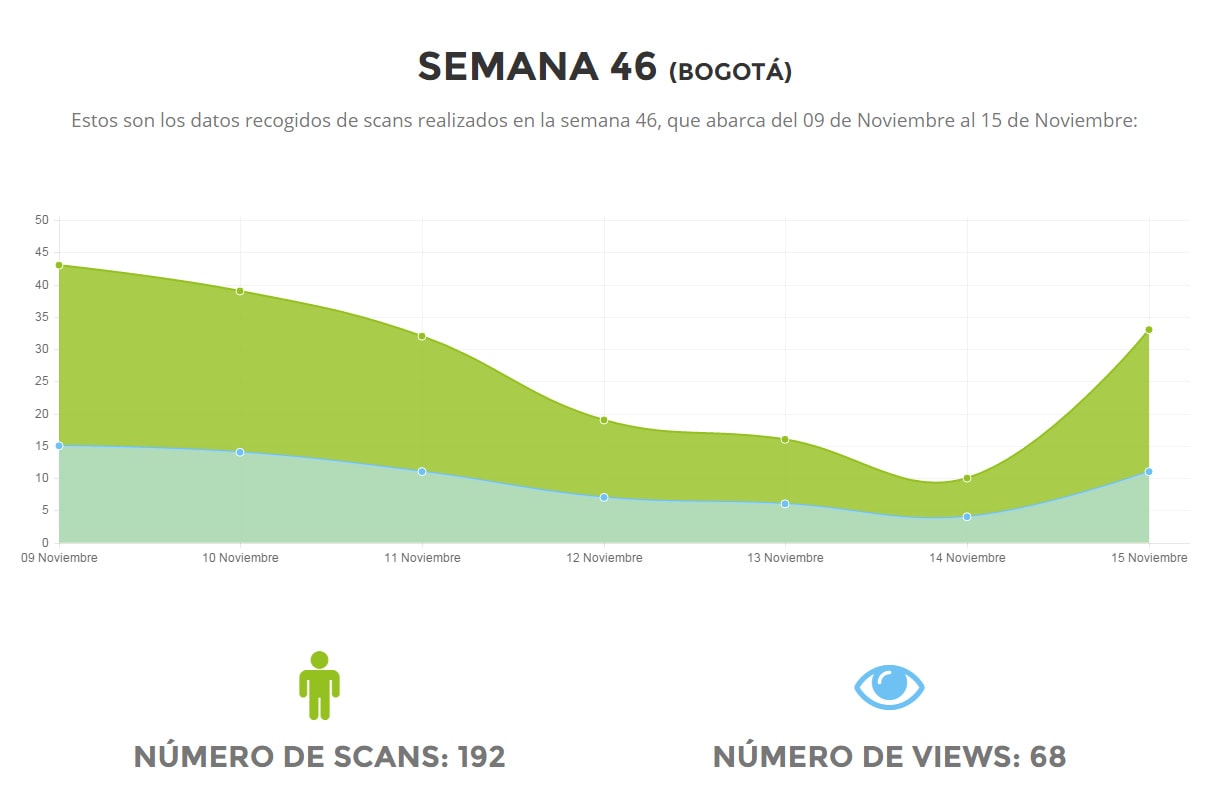 SEMANA 46 (BOGOTÁ)
Estos son los datos recogidos de scans realizados en la semana 46, que abarca del 09 de Noviembre al 15 de Noviembre:
50
45
40
35
30
25
20
15
10
5
0
09 Noviembre 10 Noviembre 11 Noviembre 12 Noviembre 13 Noviembre 14 Noviembre 15 Noviembre
NÚMERO DE SCANS: 192 NÚMERO DE VIEWS: 68